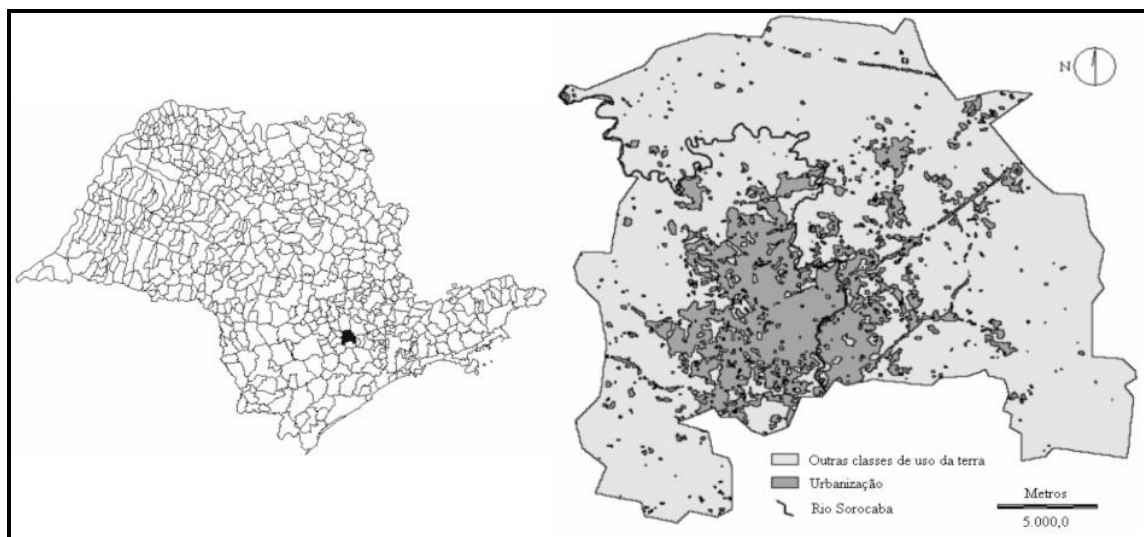 N
Outras classes de uso da terra
Urbanização
Rio Sorocaba
Metros
5.000,0